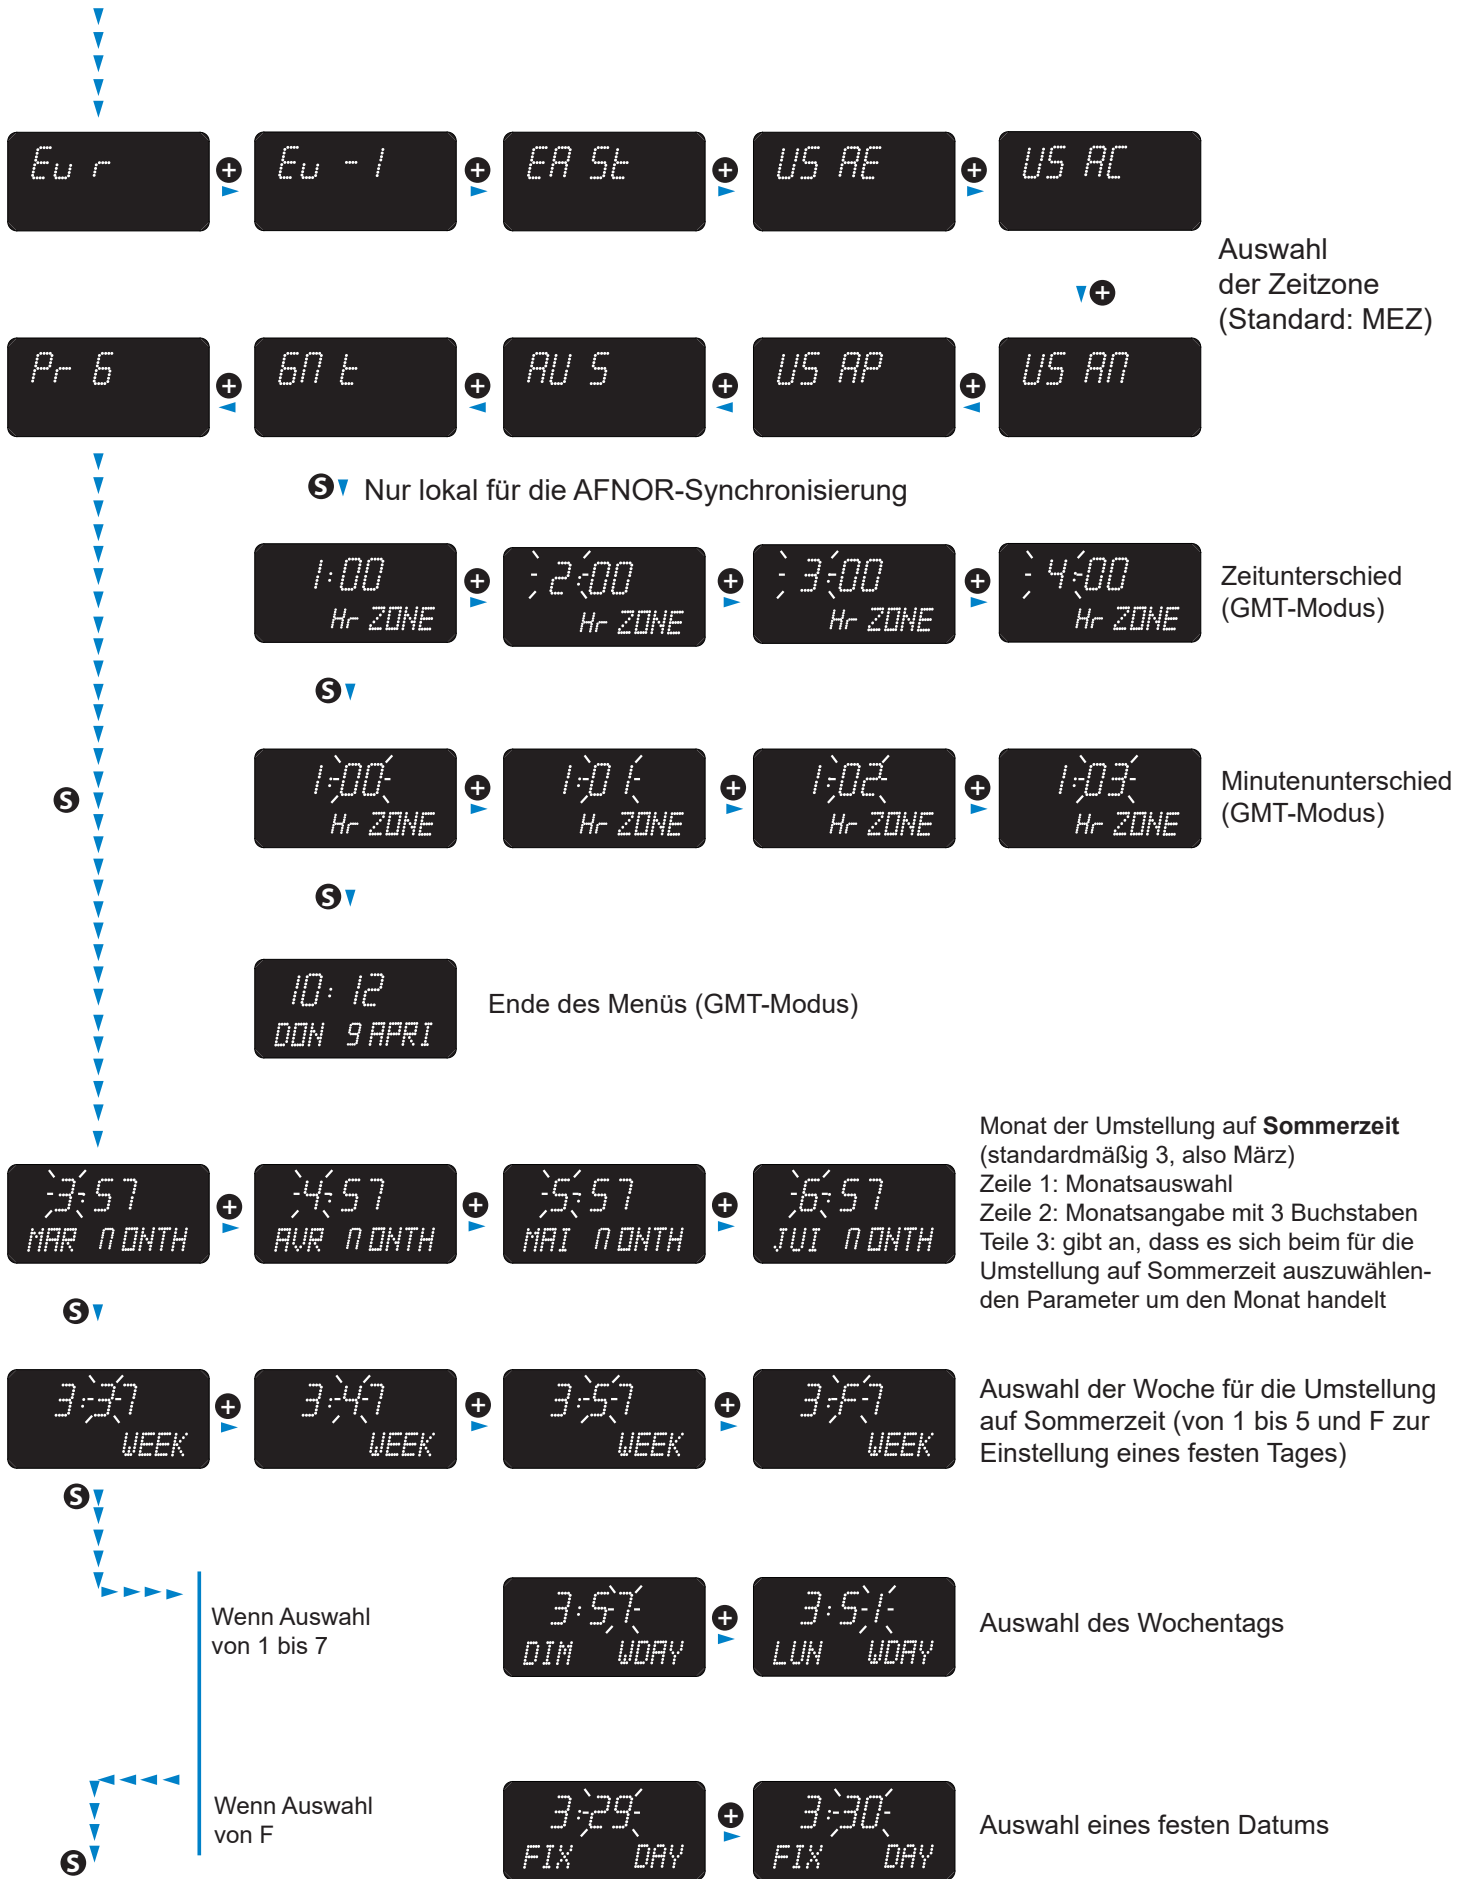 Eu r
+
Eu -1
+
EA St
+
US AE
+
US AC
Auswahl
der Zeitzone
(Standard: MEZ)
+
Pr G
+
GM t
+
AU S
+
US AP
+
US AM
S Nur lokal für die AFNOR-Synchronisierung
1:00
Hr ZONE
+
2:00
Hr ZONE
+
3:00
Hr ZONE
+
4:00
Hr ZONE
Zeitunterschied
(GMT-Modus)
S
S
1:00
Hr ZONE
+
1:01
Hr ZONE
+
1:02
Hr ZONE
+
1:03
Hr ZONE
Minutenunterschied
(GMT-Modus)
S
10:12
DON 9 APRI
Ende des Menüs (GMT-Modus)
3:57
MAR MONTH
+
4:57
AVR MONTH
+
5:57
MAI MONTH
+
6:57
JUI MONTH
Monat der Umstellung auf Sommerzeit
(standardmäßig 3, also März)
Zeile 1: Monatsauswahl
Zeile 2: Monatsangabe mit 3 Buchstaben
Teile 3: gibt an, dass es sich beim für die
Umstellung auf Sommerzeit auszuwählen-
den Parameter um den Monat handelt
S
3:37
WEEK
+
3:47
WEEK
+
3:57
WEEK
+
3:F7
WEEK
Auswahl der Woche für die Umstellung
auf Sommerzeit (von 1 bis 5 und F zur
Einstellung eines festen Tages)
S
Wenn Auswahl
von 1 bis 7
3:57
DIM WDAY
+
3:51
LUN WDAY
Auswahl des Wochentags
Wenn Auswahl
von F
3:29
FIX DAY
+
3:30
FIX DAY
Auswahl eines festen Datums
S